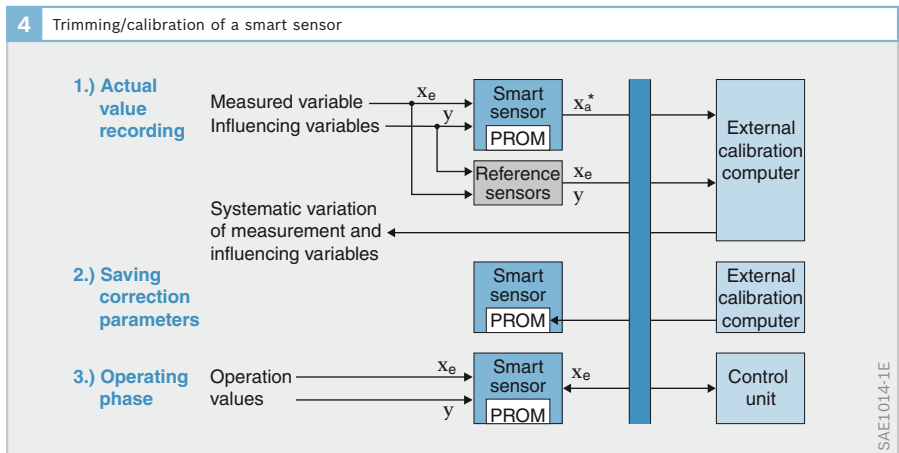 4 Trimming/calibration of a smart sensor
1.) Actual
value
recording
Measured variable
Influencing variables
xe
y
Smart
sensor
PROM
xa*
Reference
sensors
xe
y
External
calibration
computer
Systematic variation
of measurement and
influencing variables
2.) Saving
correction
parameters
Smart
sensor
PROM
External
calibration
computer
3.) Operating
phase
Operation
values
xe
y
Smart
sensor
PROM
xe
Control
unit
SAE1014-1E